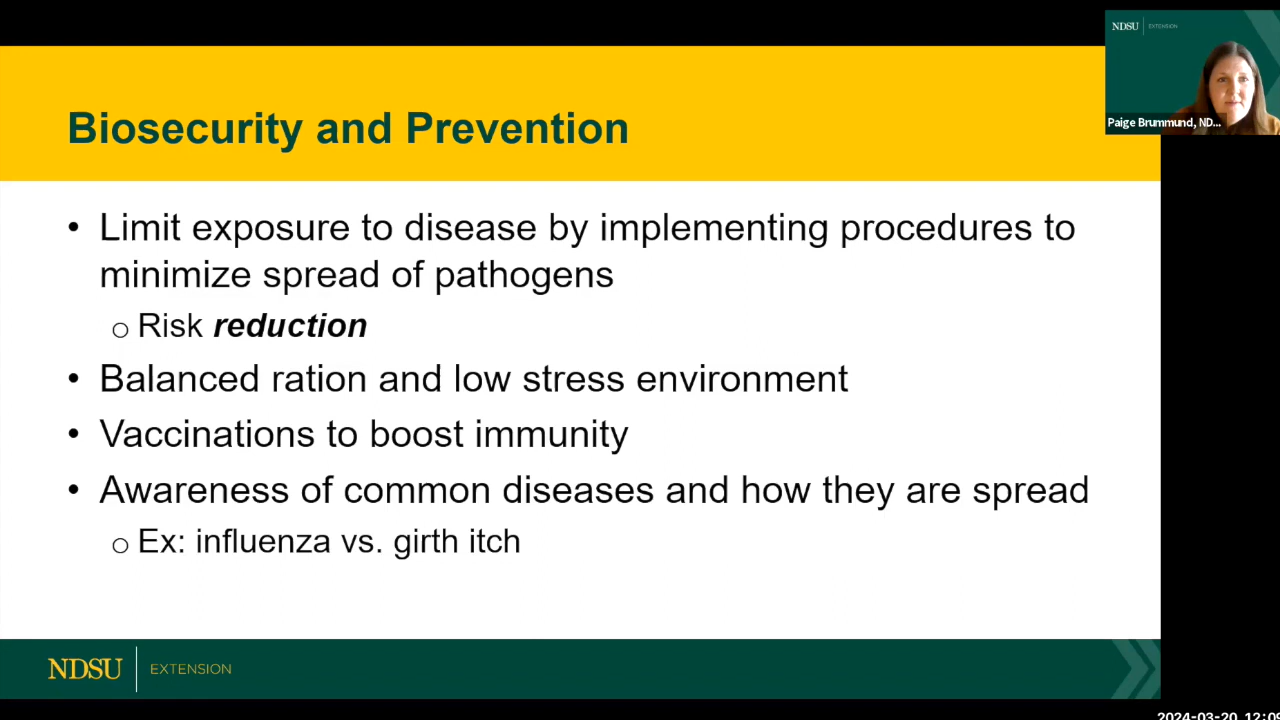 NDSU EXTENSION
Paige Brummund, ND...
Biosecurity and Prevention
• Limit exposure to disease by implementing procedures to
minimize spread of pathogens
o Risk reduction
• Balanced ration and low stress environment
• Vaccinations to boost immunity
• Awareness of common diseases and how they are spread
o Ex: influenza vs. girth itch
NDSU EXTENSION
2024-03-20 12:09